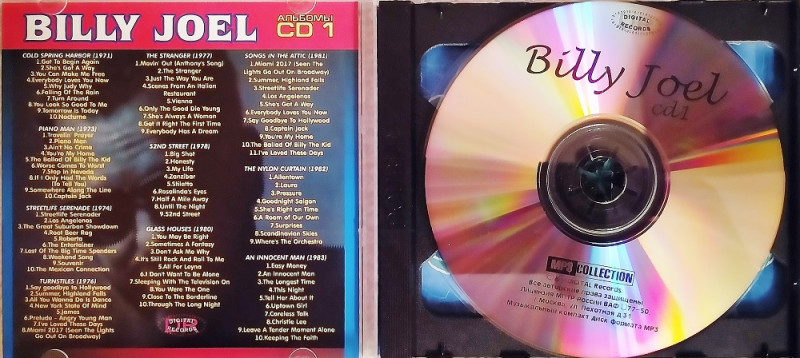 BILLY JOEL
АЛЬБОМЫ
CD 1
COLD SPRING HARBOR (1971)
1.Got To Begin Again
2.She's Got A Way
3.You Can Make Me Free
4.Everybody Loves You Now
5.Why Judy Why
6.Falling Of The Rain
7.Turn Around
8.You Look So Good To Me
9.Tomorrow Is Today
10.Nocturne
PIANO MAN (1973)
1.Travelin' Prayer
2.Piano Man
3.Ain't No Crime
4.You're My Home
5.The Ballad Of Billy The Kid
6.Worse Comes To Worst
7.Stop In Nevada
8.If I Only Had The Words
(To Tell You)
9.Somewhere Along The Line
10.Captain Jack
STREETLIFE SERENADE (1974)
1.Streetlife Serenader
2.Los Angelenos
3.The Great Suburban Showdown
4.Root Beer Rag
5.Roberta
6.The Entertainer
7.Last Of The Big Time Spenders
8.Weekend Song
9.Souvenir
10.The Mexican Connection
TURNSTILES (1976)
1.Say goodbye to Hollywood
2.Summer, Highland Falls
3.All You Wanna Do Is Dance
4.New York State Of Mind
5.James
6.Prelude - Angry Young Man
7.I've Loved These Days
8.Miami 2017 (Seen The Lights
Go Out On Broadway)
THE STRANGER (1977)
1.Movin' Out (Anthony's Song)
2.The Stranger
3.Just The Way You Are
4.Scenes From An Italian
Restaurant
5.Vienna
6.Only The Good Die Young
7.She's Always A Woman
8.Get It Right The First Time
9.Everybody Has A Dream
52ND STREET (1978)
1.Big Shot
2.Honesty
3.My Life
4.Zanzibar
5.Stiletto
6.Rosalinda's Eyes
7.Half A Mile Away
8.Until The Night
9.52nd Street
GLASS HOUSES (1980)
1.You May Be Right
2.Sometimes A Fantasy
3.Don't Ask Me Why
4.It's Still Rock And Roll To Me
5.All For Leyna
6.I Don't Want To Be Alone
7.Sleeping With The Television On
8.You Were The One
9.Close To The Borderline
10.Through The Long Night
DIGITAL
RECORDS
SONGS IN THE ATTIC (1981)
1.Miami 2017 (Seen The
Lights Go Out On Broadway)
2.Summer, Highland Falls
3.Streetlife Serenader
4.Los Angelenos
5.She's Got A Way
6.Everybody Loves You Now
7.Say Goodbye To Hollywood
8.Captain Jack
9.You're My Home
10.The Ballad Of Billy The Kid
11.I've Loved These Days
THE NYLON CURTAIN (1982)
1.Allentown
2.Laura
3.Pressure
4.Goodnight Saigon
5.She's Right on Time
6.A Room of Our Own
7.Surprises
8.Scandinavian Skies
9.Where's The Orchestra
AN INNOCENT MAN (1983)
1.Easy Money
2.An Innocent Man
3.The Longest Time
4.This Night
5.Tell Her About It
6.Uptown Girl
7.Careless Talk
8.Christie Lee
9.Leave A Tender Moment Alone
10.Keeping The Faith
DIGITAL
RECORDS
Billy Joel
cd1
MP3 COLLECTION
DIGITAL Records
Все авторские права защищены
Лицензия МПТР России ВАФ 77-50
Москва, ул.
Музыкальный компакт диск формата MP3